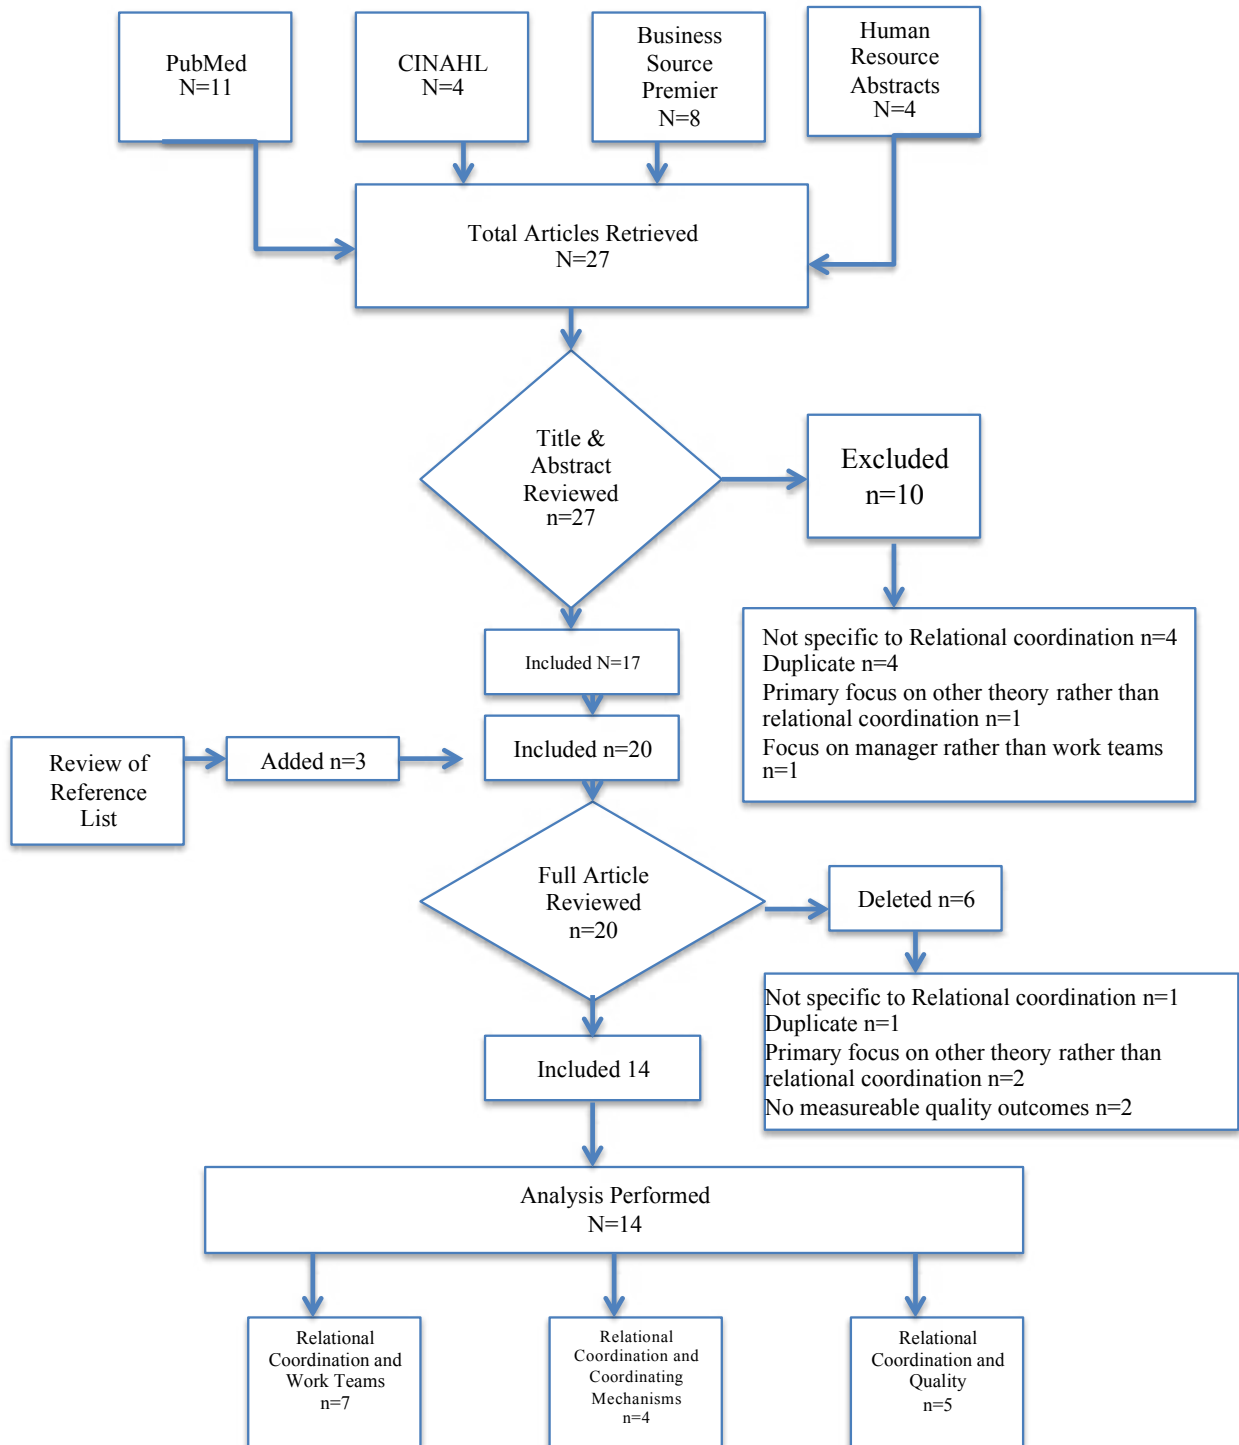 PubMed
N=11
CINAHL
N=4
Business
Source
Premier
N=8
Human
Resource
Abstracts
N=4
Total Articles Retrieved
N=27
Title &
Abstract
Reviewed
n=27
Excluded
n=10
Not specific to Relational coordination n=4
Duplicate n=4
Primary focus on other theory rather than
relational coordination n=1
Focus on manager rather than work teams
n=1
Included N=17
Review of
Reference
List
Added n=3
Included n=20
Full Article
Reviewed
n=20
Deleted n=6
Not specific to Relational coordination n=1
Duplicate n=1
Primary focus on other theory rather than
relational coordination n=2
No measureable quality outcomes n=2
Included 14
Analysis Performed
N=14
Relational
Coordination and
Work Teams
n=7
Relational
Coordination and
Coordinating
Mechanisms
n=4
Relational
Coordination and
Quality
n=5